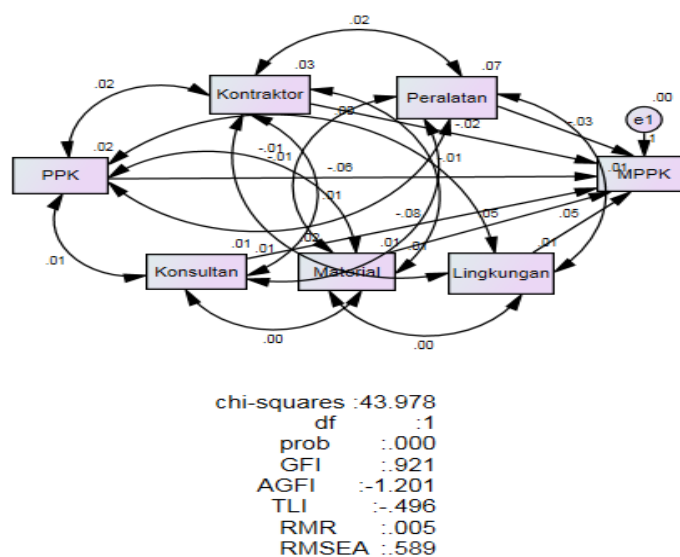 .02
.03
.07
.02
Kontraktor
Peralatan
.00
e1
1
-.02
-.03
.02
-.01
-.01
-.01
PPK
-.06
.01
.01
MPPK
-.08
.05
.05
.02
.01
.01
.01
.01
.01
.01
Konsultan
Material
Lingkungan
.00
.00
chi-squares :43.978
df :1
prob :.000
GFI :.921
AGFI :-1.201
TLI :-.496
RMR :.005
RMSEA :.589